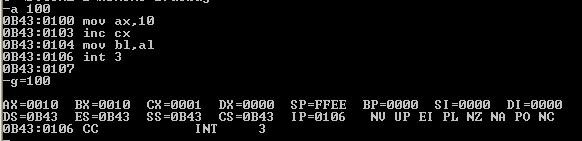 -a 100
0B43:0100 mov ax,10
0B43:0103 inc cx
0B43:0104 mov bl,al
0B43:0106 int 3
0B43:0107
-g=100
AX=0010 BX=0010 CX=0001 DX=0000 SP=FFEE BP=0000 SI=0000 DI=0000
DS=0B43 ES=0B43 SS=0B43 CS=0B43 IP=0106 NV UP EI PL NZ NA PO NC
0B43:0106 CC INT 3